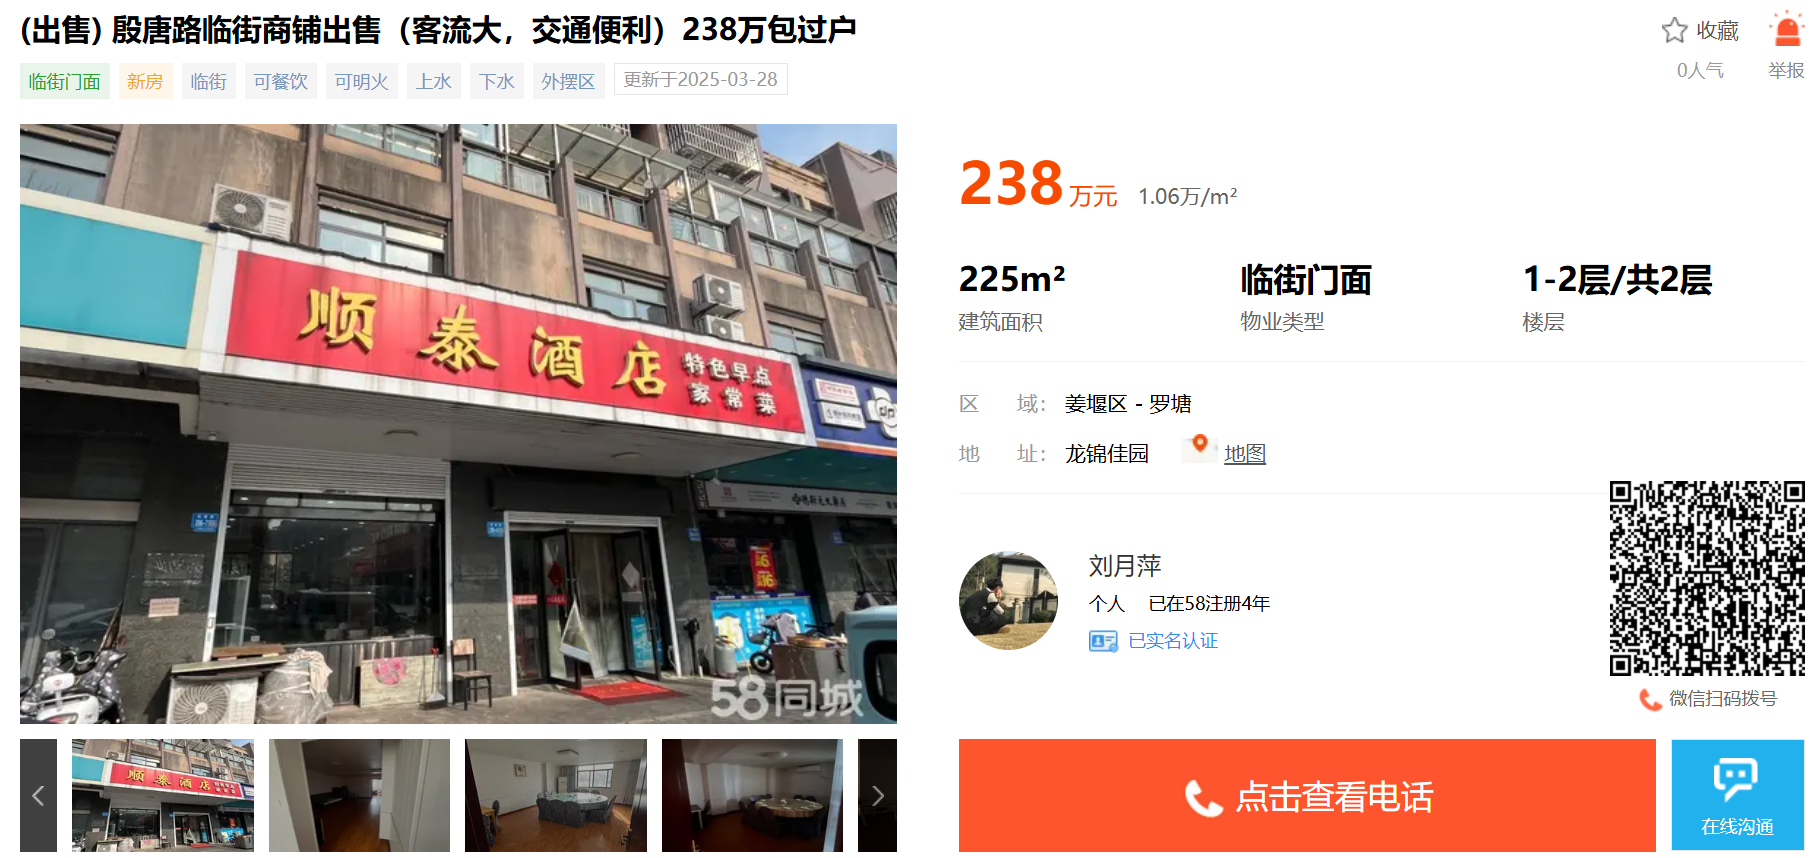 (出售) 殷唐路临街商铺出售（客流大，交通便利）238万包过户
收藏
0人气
举报
临街门面
新房
临街
可餐饮
可明火
上水
下水
外摆区
更新于2025-03-28
顺泰酒店
特色早点
家常菜
58同城
238万元 1.06万/m²
225m²
建筑面积
临街门面
物业类型
1-2层/共2层
楼层
区 域： 姜堰区 - 罗塘
地 址： 龙锦佳园
地图
刘月萍
个人 已在58注册4年
已实名认证
微信扫码拨号
顺泰酒店
点击查看电话
在线沟通